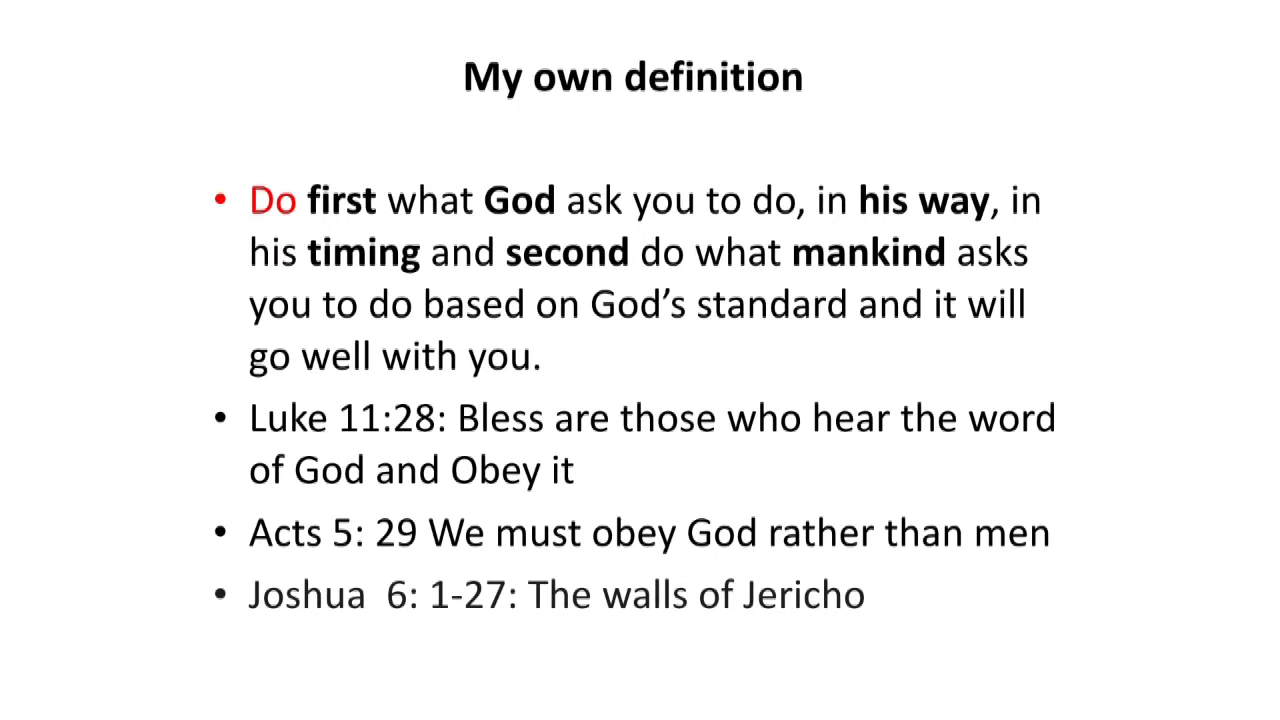 My own definition
• Do first what God ask you to do, in his way, in
his timing and second do what mankind asks
you to do based on God's standard and it will
go well with you.
• Luke 11:28: Bless are those who hear the word
of God and Obey it
• Acts 5: 29 We must obey God rather than men
• Joshua  6: 1-27: The walls of Jericho